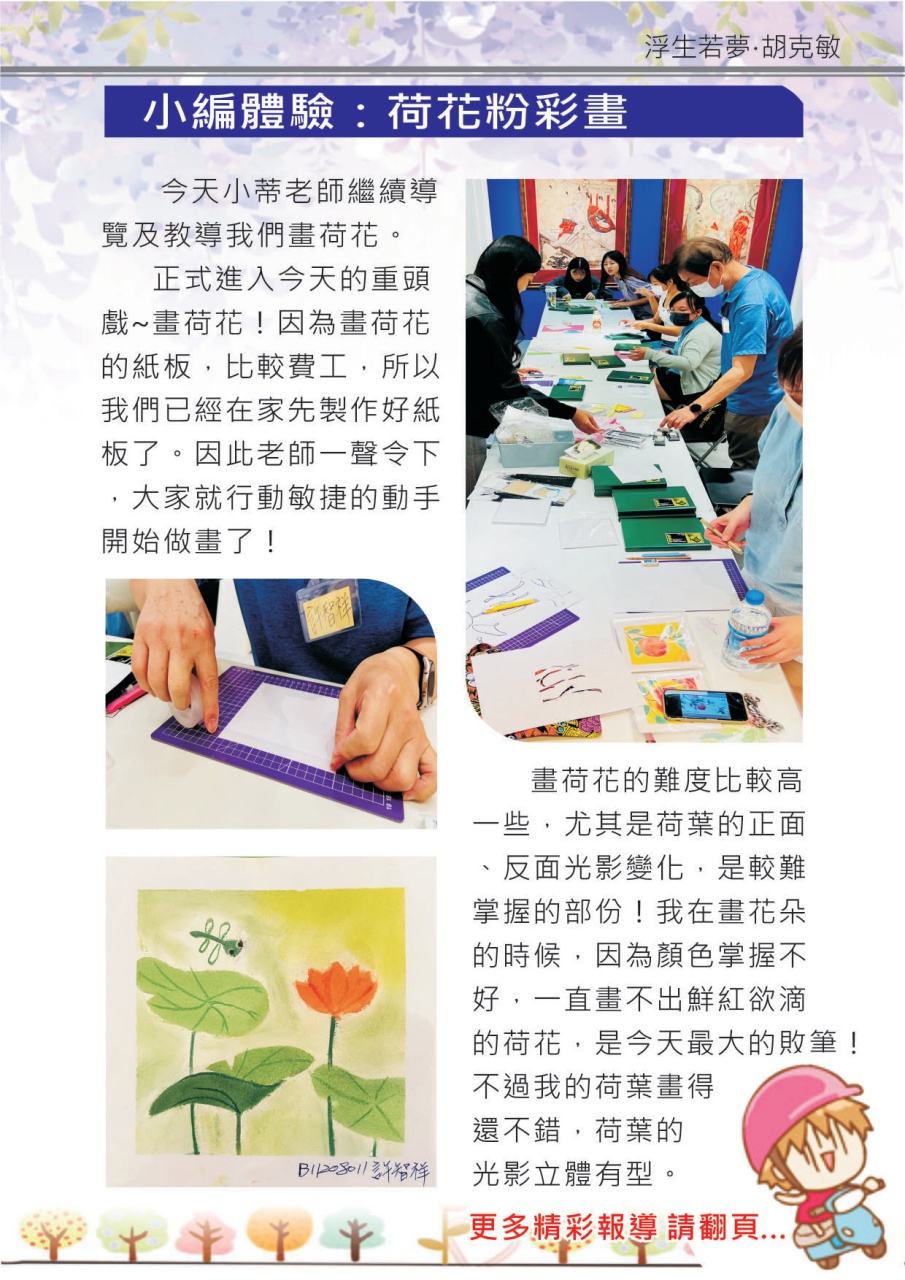 浮生若夢·胡克敏
小編體驗：荷花粉彩畫
今天小蒂老師繼續導
覽及教導我們畫荷花。
正式進入今天的重頭
戲~畫荷花！因為畫荷花
的紙板，比較費工，所以
我們已經在家先製作好紙
板了。因此老師一聲令下
，大家就行動敏捷的動手
開始做畫了！
許智祥
畫荷花的難度比較高
一些，尤其是荷葉的正面
、反面光影變化，是較難
掌握的部份！我在畫花朵
的時候，因為顏色掌握不
好，一直畫不出鮮紅欲滴
的荷花，是今天最大的敗筆！
不過我的荷葉畫得
還不錯，荷葉的
光影立體有型。
B11208011 許智祥
更多精彩報導 請翻頁...